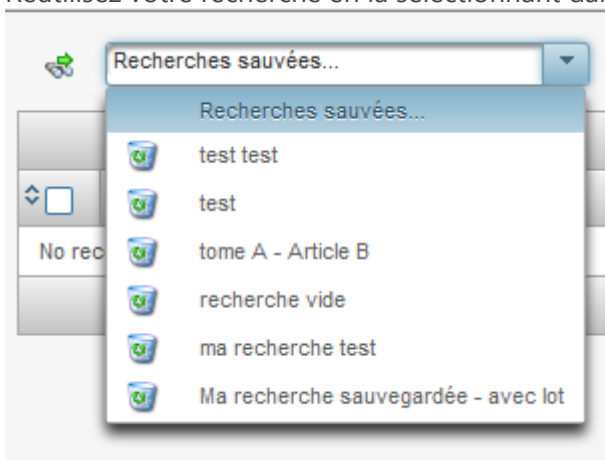 Réutilisez votre recherche en la sélectionnant da
Recherches sauvées...
Recherches sauvées...
test test
test
tome A - Article B
No rec
recherche vide
ma recherche test
Ma recherche sauvegardée - avec lot